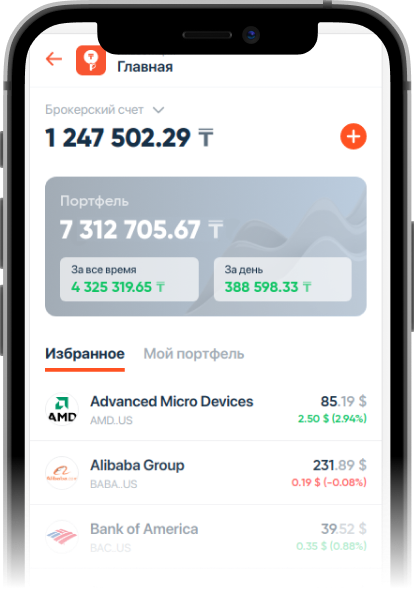 Главная
Брокерский счет
1 247 502.29 ₸
Портфель
7 312 705.67 ₸
За все время
4 325 319.65 ₸
За день
388 598.33 ₸
Избранное Мой портфель
AMD
Advanced Micro Devices 85.19 $
AMD.US 2.50 $ (2.94%)
Alibaba Group 231.89 $
BABA..US 0.19 $ (-0.08%)
Bank of America 39.52 $
BAC..US 0.35 $ (0.88%)